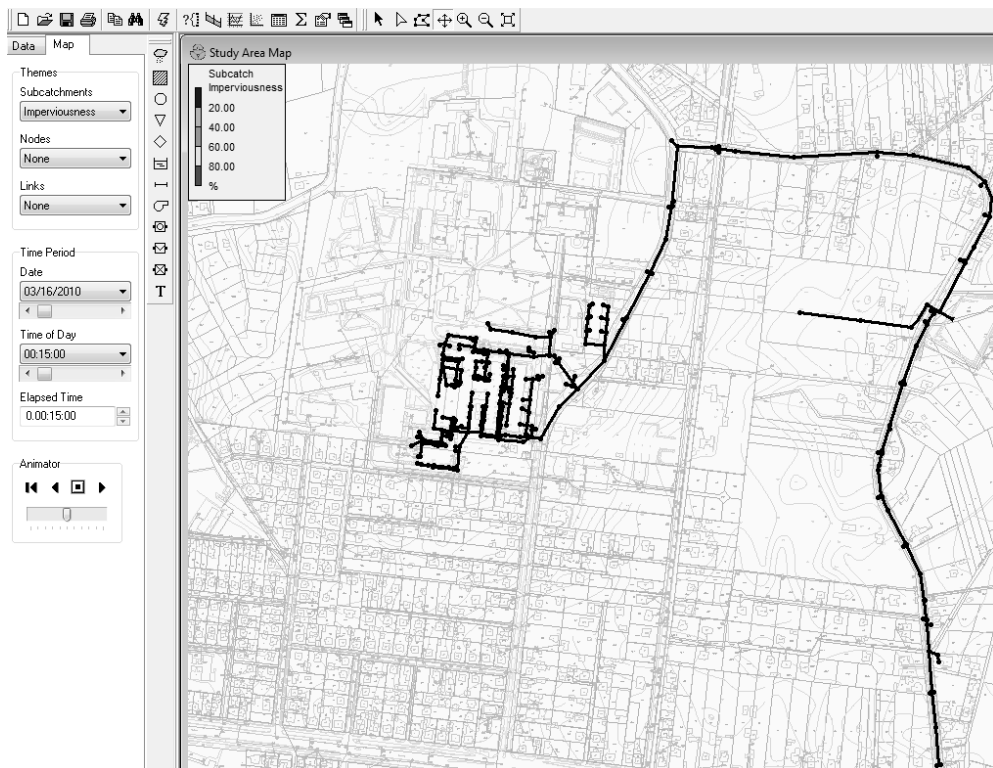 Data Map
Themes
Subcatchments
Imperviousness
Nodes
None
Links
None
Time Period
Date
03/16/2010
Time of Day
00:15:00
Elapsed Time
0.00:15:00
Animator
T
Study Area Map
Subcatch
Imperviousness
20.00
40.00
60.00
80.00
%